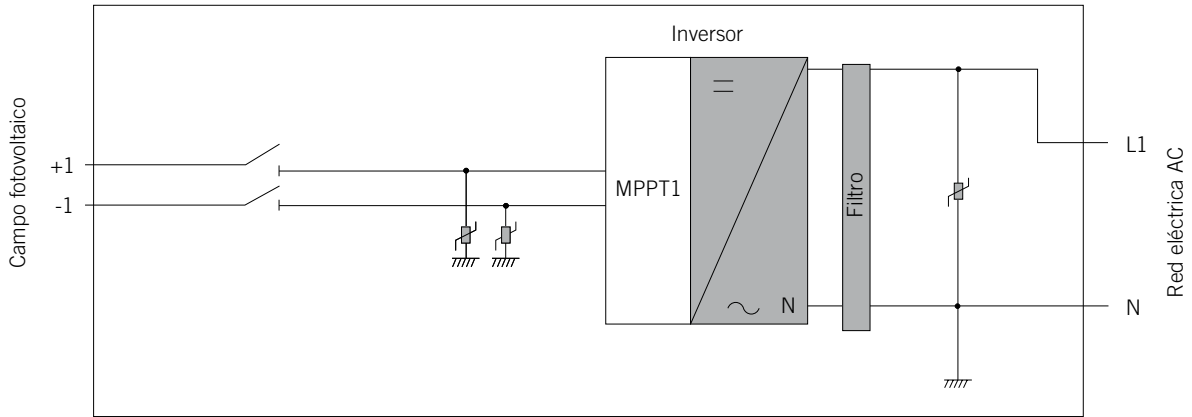 Inversor
Campo fotovoltaico
+1
-1
MPPT1
N
Filtro
L1
N
Red eléctrica AC